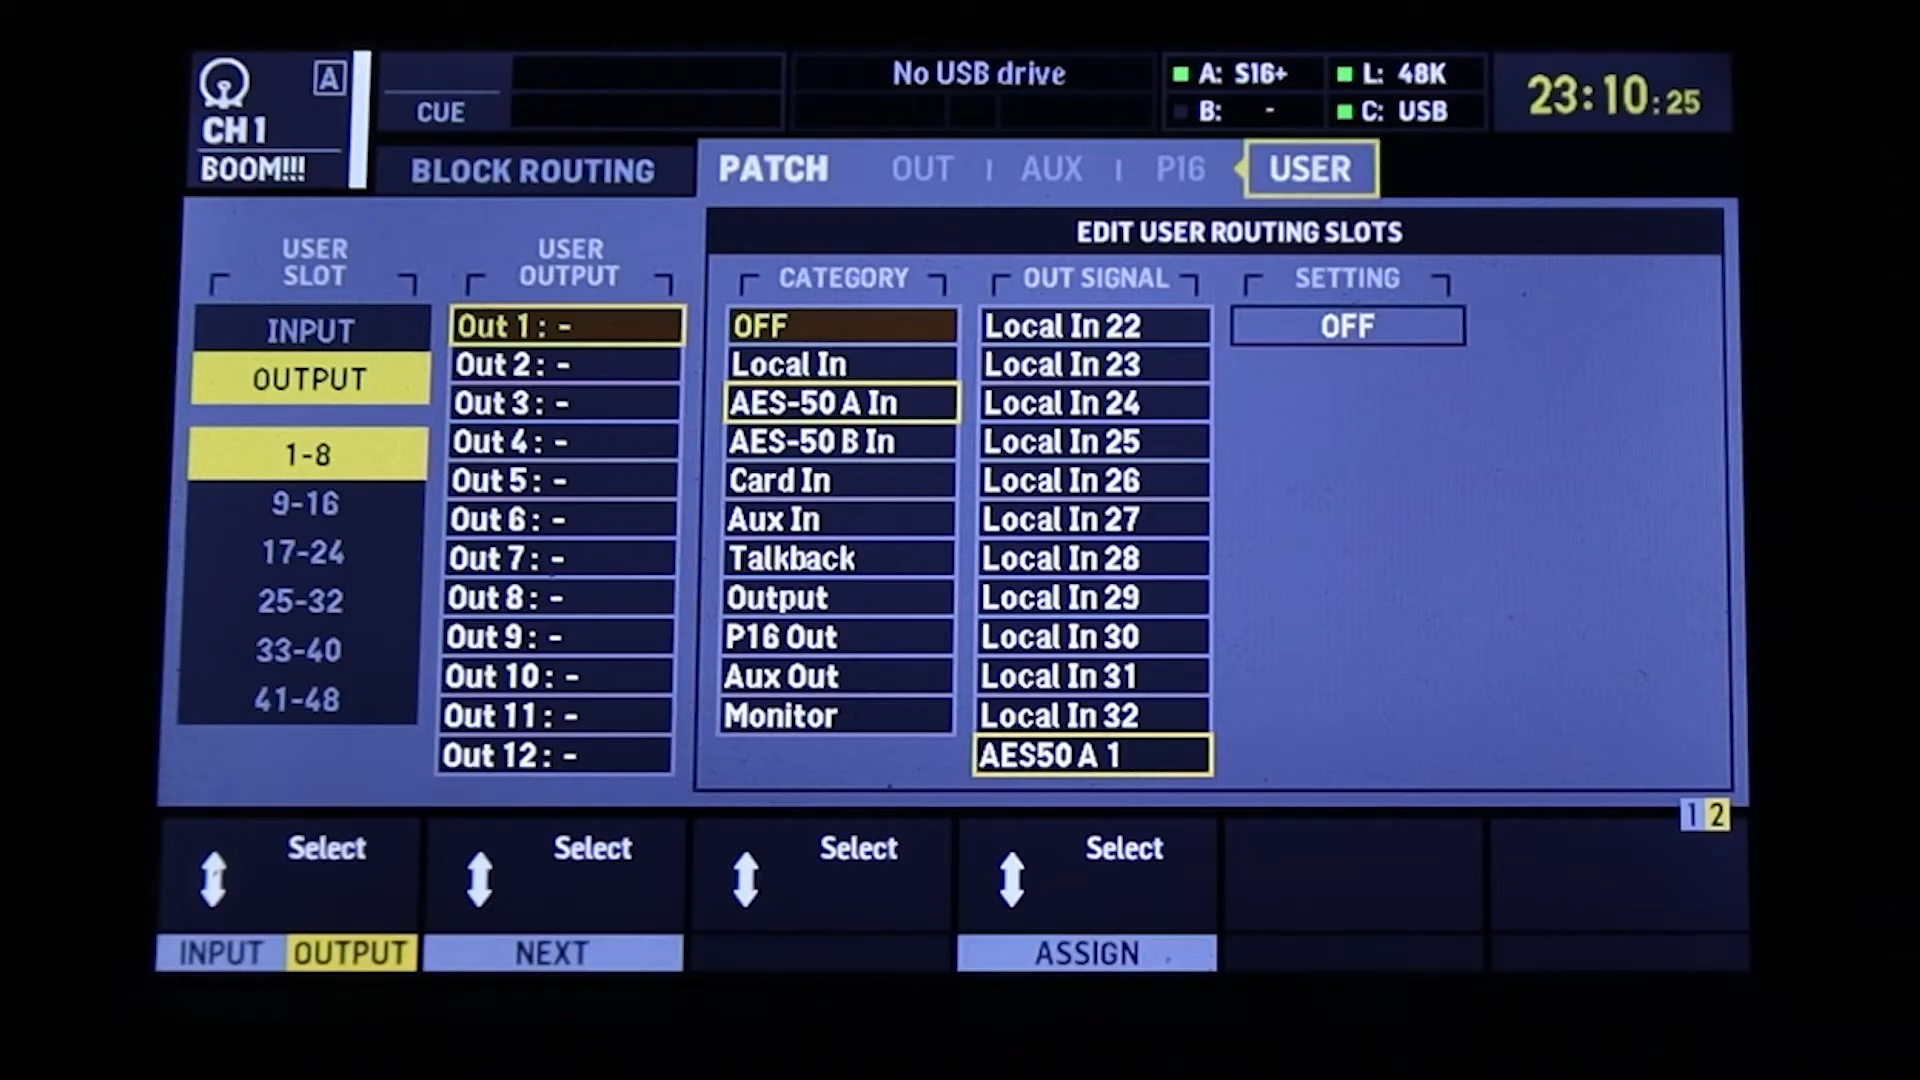 A
CH 1
BOOM!!!
CUE
No USB drive
A: S16+
L: 48K
B: -
C: USB
23:10:25
BLOCK ROUTING
PATCH OUT | AUX | P16 USER
USER SLOT
INPUT
OUTPUT
1-8
9-16
17-24
25-32
33-40
41-48
USER OUTPUT
Out 1 : -
Out 2 : -
Out 3 : -
Out 4 : -
Out 5 : -
Out 6 : -
Out 7 : -
Out 8 : -
Out 9 : -
Out 10 : -
Out 11 : -
Out 12 : -
EDIT USER ROUTING SLOTS
CATEGORY
OFF
Local In
AES-50 A In
AES-50 B In
Card In
Aux In
Talkback
Output
P16 Out
Aux Out
Monitor
OUT SIGNAL
Local In 22
Local In 23
Local In 24
Local In 25
Local In 26
Local In 27
Local In 28
Local In 29
Local In 30
Local In 31
Local In 32
AES50 A 1
SETTING
OFF
1 2
Select
Select
Select
Select
INPUT OUTPUT
NEXT
ASSIGN